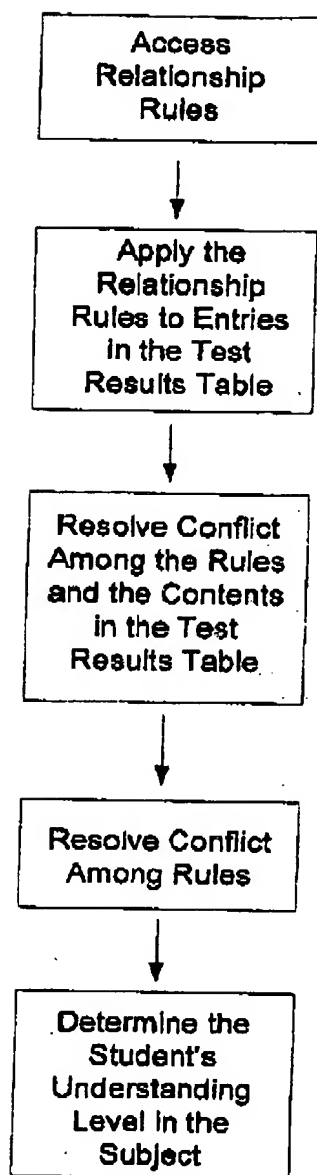 Access
Relationship
Rules
Apply the
Relationship
Rules to Entries
in the Test
Results Table
Resolve Conflict
Among the Rules
and the Contents
in the Test
Results Table
Resolve Conflict
Among Rules
Determine the
Student's
Understanding
Level in the
Subject